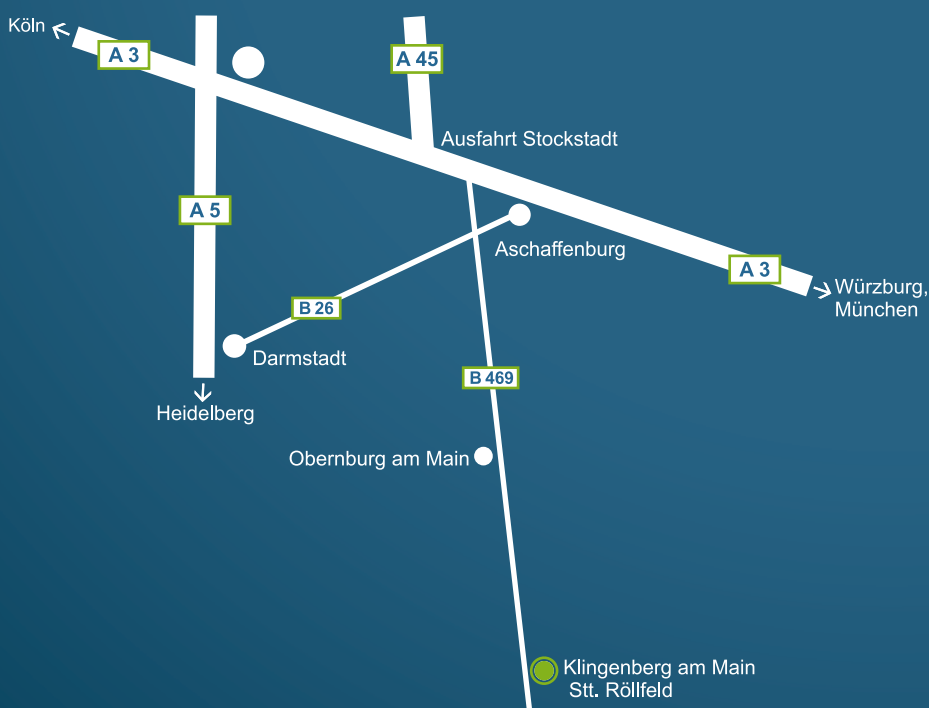 Köln
A 3
A 45
Ausfahrt Stockstadt
A 5
Aschaffenburg
A 3
Würzburg,
München
B 26
Darmstadt
B 469
Heidelberg
Obernburg am Main
Klingenberg am Main
Stt. Röllfeld